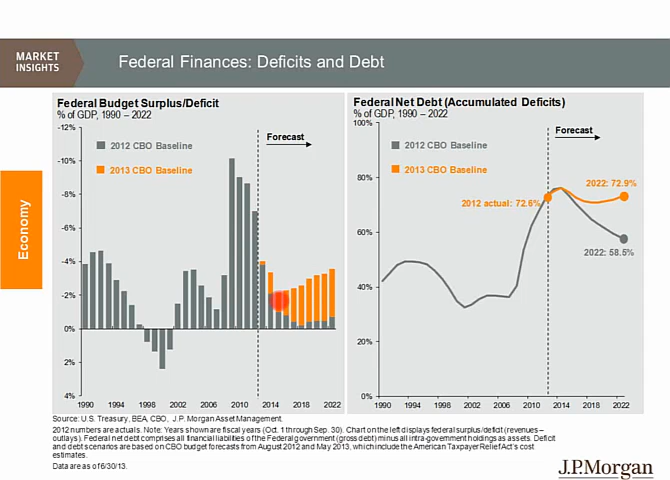 MARKET
INSIGHTS
Federal Finances: Deficits and Debt
Economy
Federal Budget Surplus/Deficit
% of GDP, 1990 – 2022
-12%
-10%
-8%
-6%
-4%
-2%
0%
2%
4%
2012 CBO Baseline
2013 CBO Baseline
Forecast
1990 1994 1998 2002 2006 2010 2014 2018 2022
Federal Net Debt (Accumulated Deficits)
% of GDP, 1990 – 2022
100%
80%
60%
40%
20%
0%
2012 CBO Baseline
2013 CBO Baseline
Forecast
2012 actual: 72.6%
2022: 72.9%
2022: 58.5%
1990 1994 1998 2002 2006 2010 2014 2018 2022
Source: U.S. Treasury, BEA, CBO, J.P. Morgan Asset Management.
2012 numbers are actuals. Note: Years shown are fiscal years (Oct. 1 through Sep. 30). Chart on the left displays federal surplus/deficit (revenues –
outlays). Federal net debt comprises all financial liabilities of the Federal government (gross debt) minus all intra-government holdings as assets. Deficit
and debt scenarios are based on CBO budget forecasts from August 2012 and May 2013, which include the American Taxpayer Relief Act's cost
estimates.
Data are as of 6/30/13.
J.P.Morgan